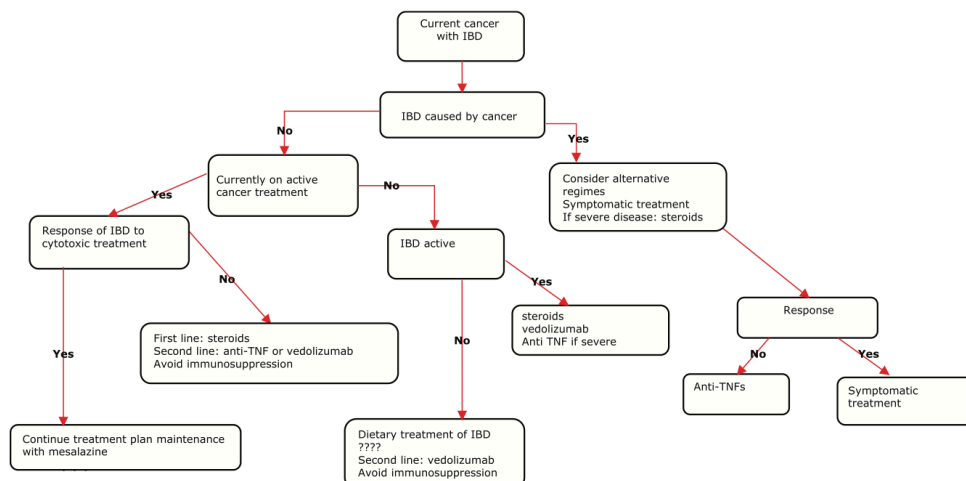 Current cancer
with IBD
IBD caused by cancer
No
Yes
Currently on active
cancer treatment
Consider alternative
regimes
Symptomatic treatment
If severe disease: steroids
Yes
No
Response of IBD to
cytotoxic treatment
IBD active
No
Yes
First line: steroids
Second line: anti-TNF or vedolizumab
Avoid immunosuppression
steroids
vedolizumab
Anti TNF if severe
Response
Yes
No
No
Yes
Anti-TNFs
Symptomatic
treatment
Continue treatment plan maintenance
with mesalazine
Dietary treatment of IBD
????
Second line: vedolizumab
Avoid immunosuppression